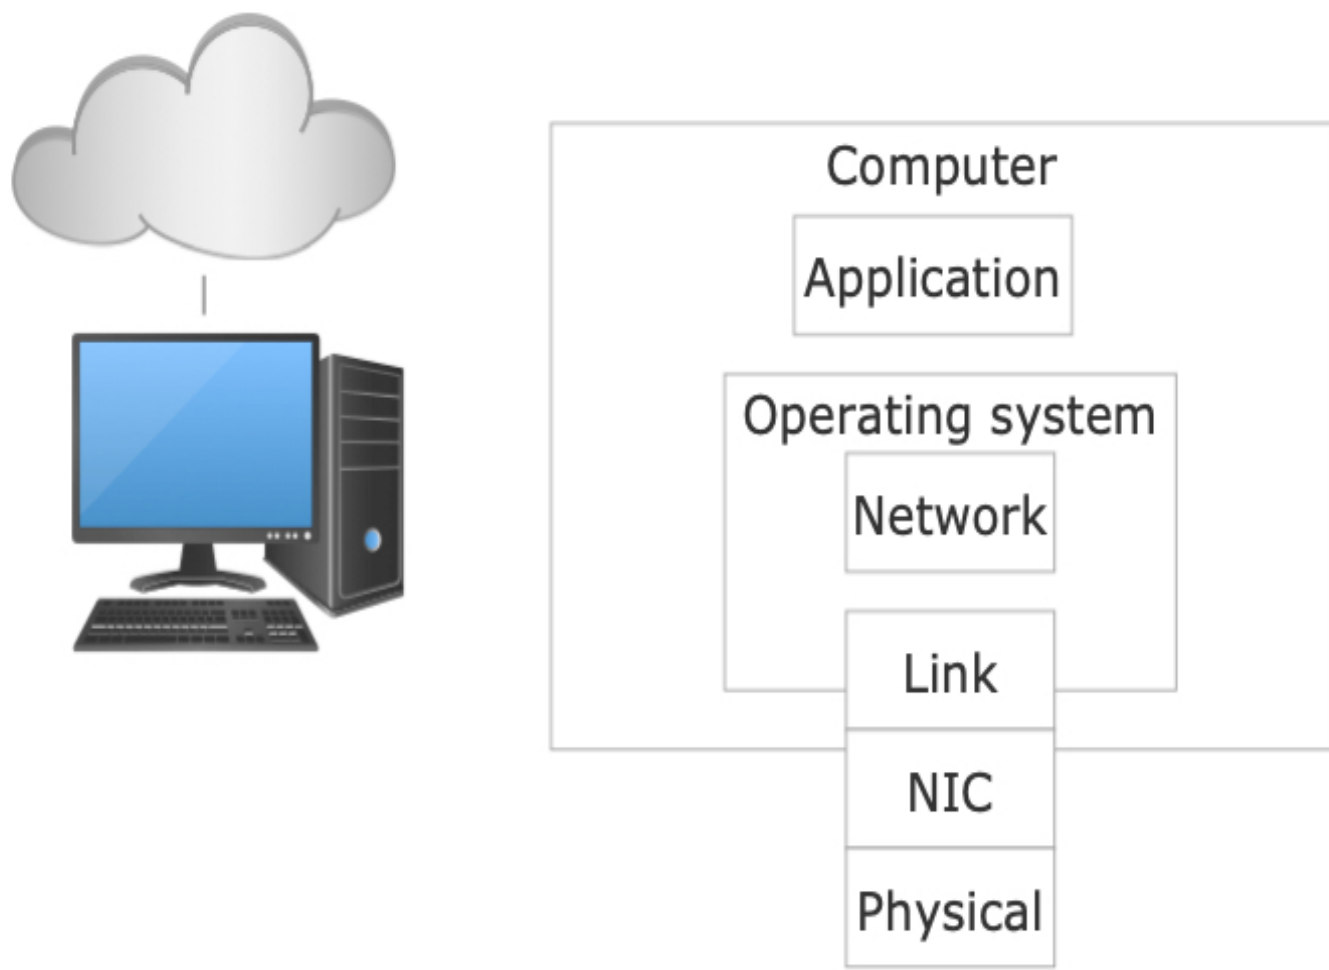 Computer
Application
Operating system
Network
Link
NIC
Physical